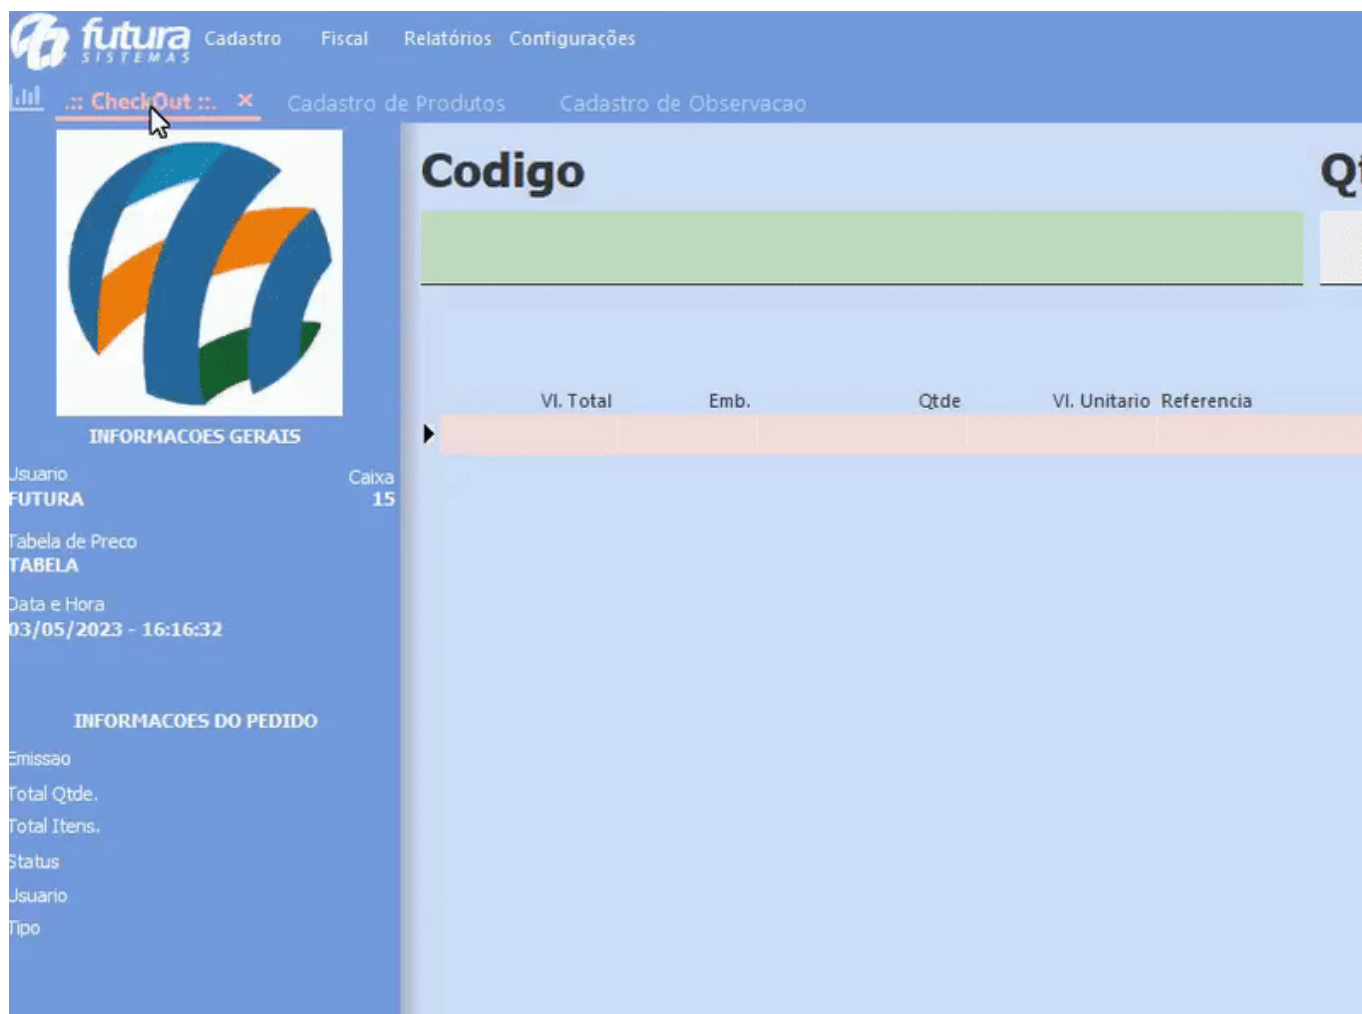 futura
SISTEMAS
Cadastro Fiscal Relatórios Configurações
.:: CheckOut ::. × Cadastro de Produtos Cadastro de Observacao
Codigo
INFORMACOES GERAIS
Usuario Caixa
FUTURA 15
Tabela de Preco
TABELA
Data e Hora
03/05/2023 - 16:16:32
INFORMACOES DO PEDIDO
Emissao
Total Qtde.
Total Itens.
Status
Usuario
Tipo
Vl. Total Emb. Qtde Vl. Unitario Referencia